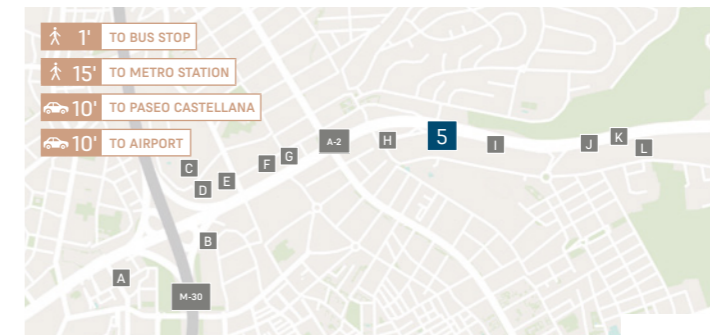 1' TO BUS STOP
15' TO METRO STATION
10' TO PASEO CASTELLANA
10' TO AIRPORT
A-2
H
5
I
J
K
L
C
D
E
F
G
B
A
M-30